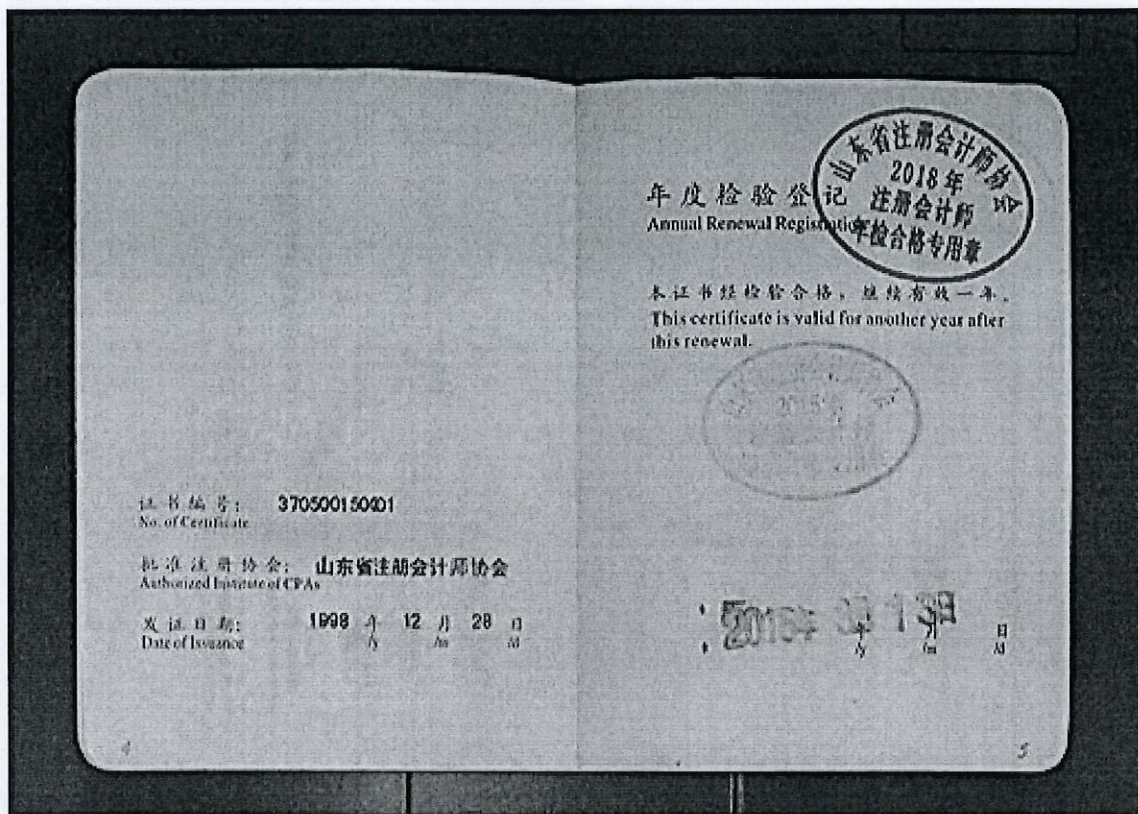 证书编号: 370500150001
No. of Certificate
批准注册协会: 山东省注册会计师协会
Authorized Institute of CPAs
发证日期: 1998 年 12 月 28 日
Date of Issuance /y /m /d
4
山东省注册会计师协会
2018年
注册会计师
年检合格专用章
年度检验登记
Annual Renewal Registration
本证书经检验合格，继续有效一年。
This certificate is valid for another year after
this renewal.
年 月 日
/y /m /d
5